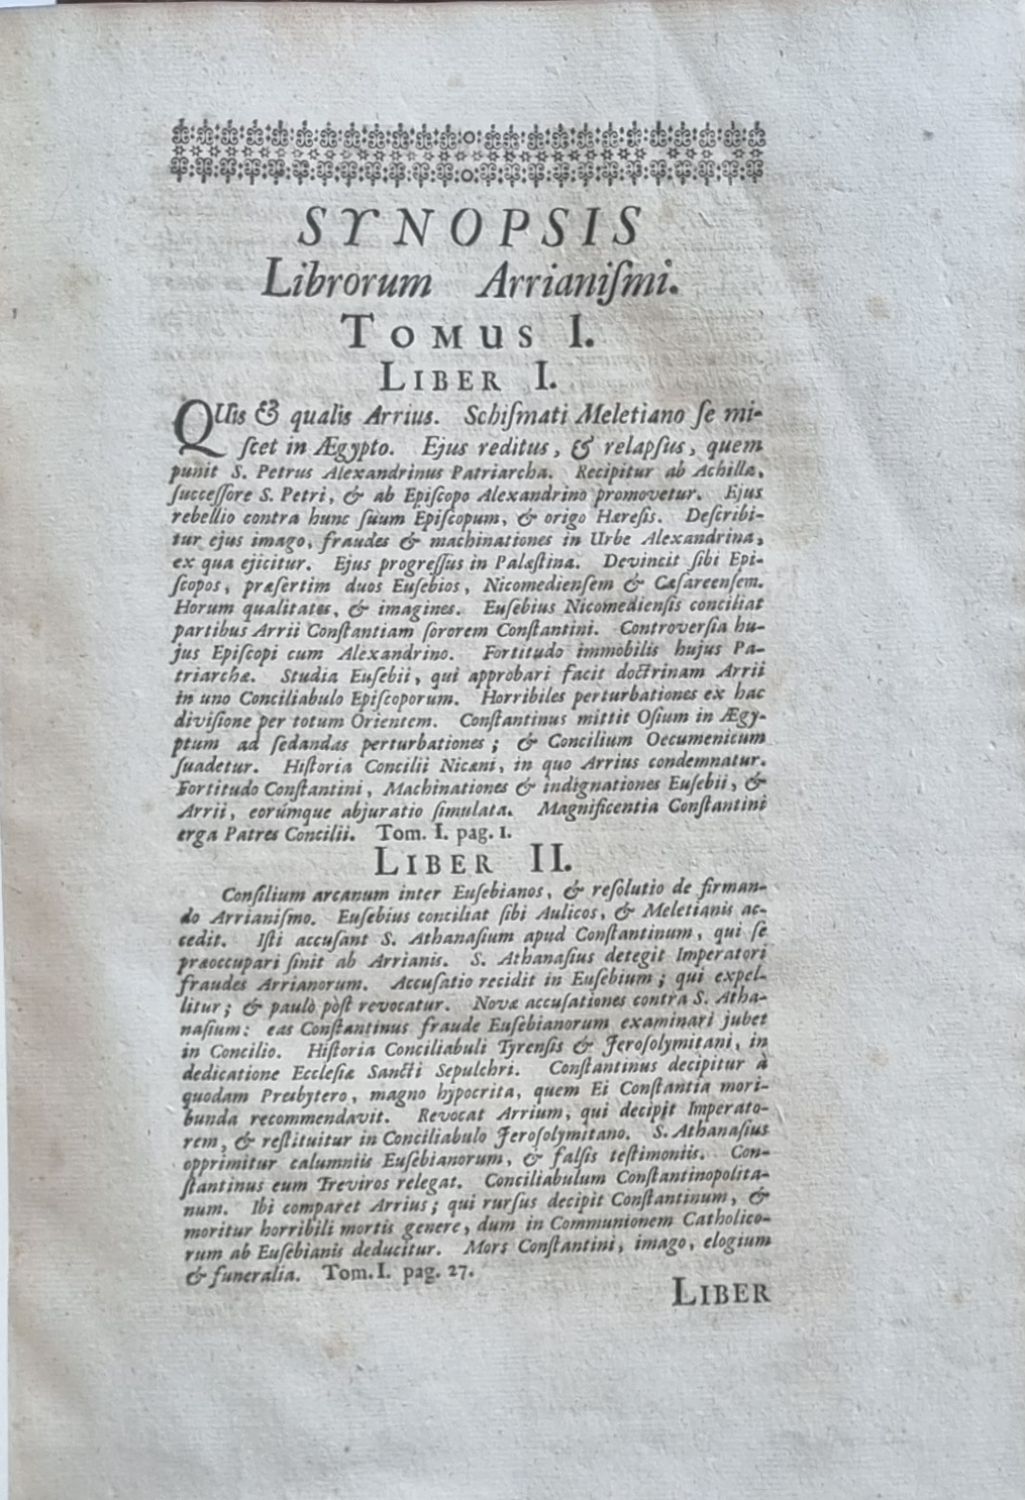 SYNOPSIS
Librorum Arrianiſmi.
TOMUS I.
LIBER I.
QUis & qualis Arrius. Schiſmati Meletiano ſe mi-
ſcet in Ægypto. Ejus reditus, & relapſus, quem
punit S. Petrus Alexandrinus Patriarcha. Recipitur ab Achilla,
ſucceſſore S. Petri, & ab Epiſcopo Alexandrino promovetur. Ejus
rebellio contra hunc ſuum Epiſcopum, & origo Hæreſis. Deſcribi-
tur ejus imago, fraudes & machinationes in Urbe Alexandrina,
ex qua ejicitur. Ejus progreſſus in Palæſtina. Devincit ſibi Epi-
ſcopos, præſertim duos Euſebios, Nicomedienſem & Cæſareenſem.
Horum qualitates, & imagines. Euſebius Nicomedienſis conciliat
partibus Arrii Conſtantiam ſororem Conſtantini. Controverſia hu-
jus Epiſcopi cum Alexandrino. Fortitudo immobilis hujus Pa-
triarchæ. Studia Euſebii, qui approbari facit doctrinam Arrii
in uno Conciliabulo Epiſcoporum. Horribiles perturbationes ex hac
diviſione per totum Orientem. Conſtantinus mittit Oſium in Ægy-
ptum ad ſedandas perturbationes; & Concilium Oecumenicum
ſuadetur. Hiſtoria Concilii Nicæni, in quo Arrius condemnatur.
Fortitudo Conſtantini, Machinationes & indignationes Euſebii, &
Arrii, eorúmque abjuratio ſimulata. Magnificentia Conſtantini
erga Patres Concilii. Tom. I. pag. 1.
LIBER II.
Conſilium arcanum inter Euſebianos, & reſolutio de firman-
do Arrianiſmo. Euſebius conciliat ſibi Aulicos, & Meletianis ac-
cedit. Iſti accuſant S. Athanaſium apud Conſtantinum, qui ſe
præoccupari ſinit ab Arrianis. S. Athanaſius detegit Imperatori
fraudes Arrianorum. Accuſatio recidit in Euſebium; qui expel-
litur; & paulò pòſt revocatur. Novæ accuſationes contra S. Atha-
naſium: eas Conſtantinus fraude Euſebianorum examinari jubet
in Concilio. Hiſtoria Conciliabuli Tyrenſis & Jeroſolymitani, in
dedicatione Eccleſiæ Sancti Sepulchri. Conſtantinus decipitur à
quodam Presbytero, magno hypocrita, quem Ei Conſtantia mori-
bunda recommendavit. Revocat Arrium, qui decipit Imperato-
rem, & reſtituitur in Conciliabulo Jeroſolymitano. S. Athanaſius
opprimitur calumniis Euſebianorum, & falſis teſtimoniis. Con-
ſtantinus eum Treviros relegat. Conciliabulum Conſtantinopolita-
num. Ibi comparet Arrius; qui rurſus decipit Conſtantinum, &
moritur horribili mortis genere, dum in Communionem Catholico-
rum ab Euſebianis deducitur. Mors Conſtantini, imago, elogium
& funeralia. Tom. I. pag. 27.
LIBER